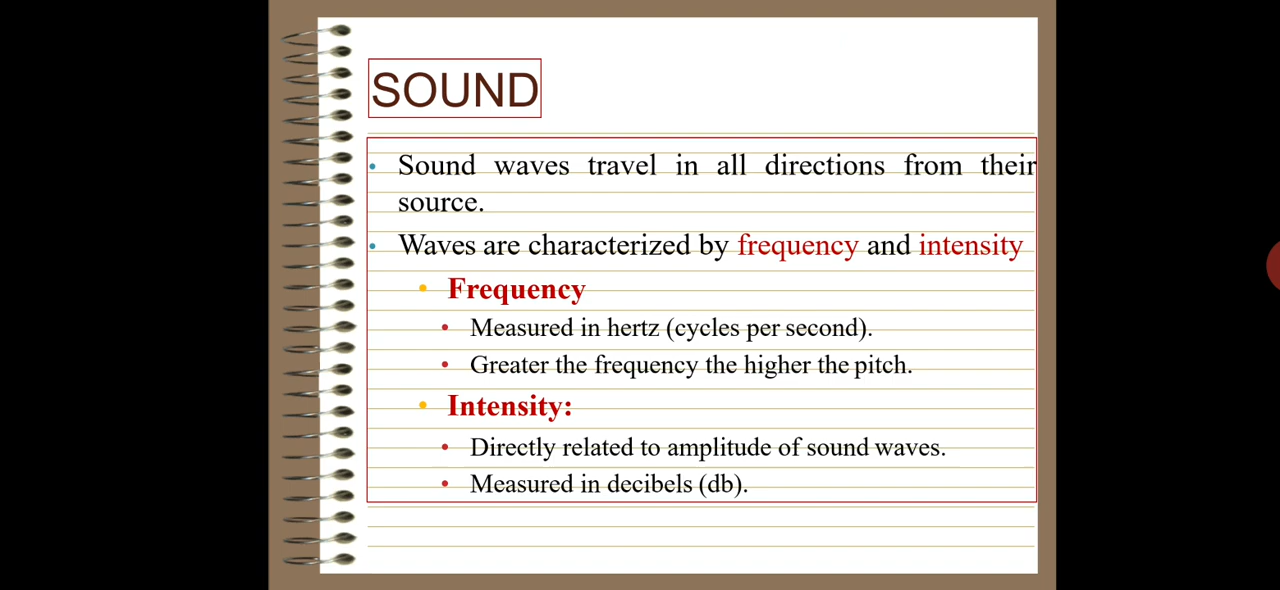 SOUND
• Sound waves travel in all directions from their
source.
• Waves are characterized by frequency and intensity
• Frequency
• Measured in hertz (cycles per second).
• Greater the frequency the higher the pitch.
• Intensity:
• Directly related to amplitude of sound waves.
• Measured in decibels (db).